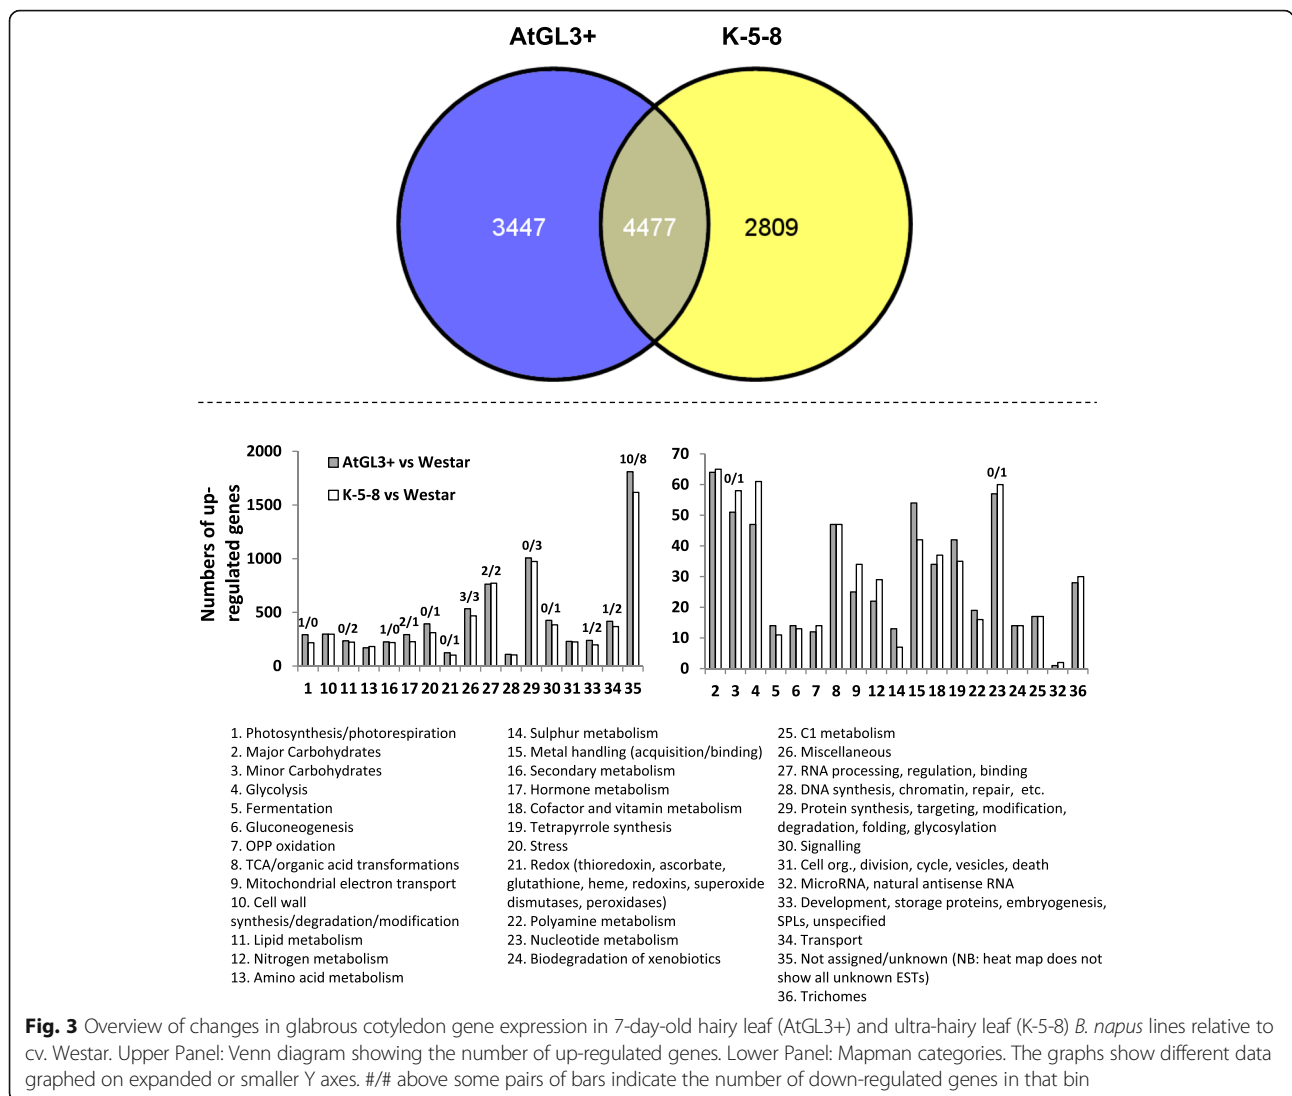 AtGL3+ K-5-8
3447 4477 2809
Numbers of up-
regulated genes
2000
1500
1000
500
0
AtGL3+ vs Westar
K-5-8 vs Westar
1/0 0/2 1/0 2/1 0/1 0/1 3/3 2/2 0/3 0/1 1/2 1/2 10/8
1 10 11 13 16 17 20 21 26 27 28 29 30 31 33 34 35
70
60
50
40
30
20
10
0
0/1 0/1
2 3 4 5 6 7 8 9 12 14 15 18 19 22 23 24 25 32 36
1. Photosynthesis/photorespiration
2. Major Carbohydrates
3. Minor Carbohydrates
4. Glycolysis
5. Fermentation
6. Gluconeogenesis
7. OPP oxidation
8. TCA/organic acid transformations
9. Mitochondrial electron transport
10. Cell wall
synthesis/degradation/modification
11. Lipid metabolism
12. Nitrogen metabolism
13. Amino acid metabolism
14. Sulphur metabolism
15. Metal handling (acquisition/binding)
16. Secondary metabolism
17. Hormone metabolism
18. Cofactor and vitamin metabolism
19. Tetrapyrrole synthesis
20. Stress
21. Redox (thioredoxin, ascorbate,
glutathione, heme, redoxins, superoxide
dismutases, peroxidases)
22. Polyamine metabolism
23. Nucleotide metabolism
24. Biodegradation of xenobiotics
25. C1 metabolism
26. Miscellaneous
27. RNA processing, regulation, binding
28. DNA synthesis, chromatin, repair, etc.
29. Protein synthesis, targeting, modification,
degradation, folding, glycosylation
30. Signalling
31. Cell org., division, cycle, vesicles, death
32. MicroRNA, natural antisense RNA
33. Development, storage proteins, embryogenesis,
SPLs, unspecified
34. Transport
35. Not assigned/unknown (NB: heat map does not
show all unknown ESTs)
36. Trichomes
Fig. 3 Overview of changes in glabrous cotyledon gene expression in 7-day-old hairy leaf (AtGL3+) and ultra-hairy leaf (K-5-8) B. napus lines relative to
cv. Westar. Upper Panel: Venn diagram showing the number of up-regulated genes. Lower Panel: Mapman categories. The graphs show different data
graphed on expanded or smaller Y axes. #/# above some pairs of bars indicate the number of down-regulated genes in that bin